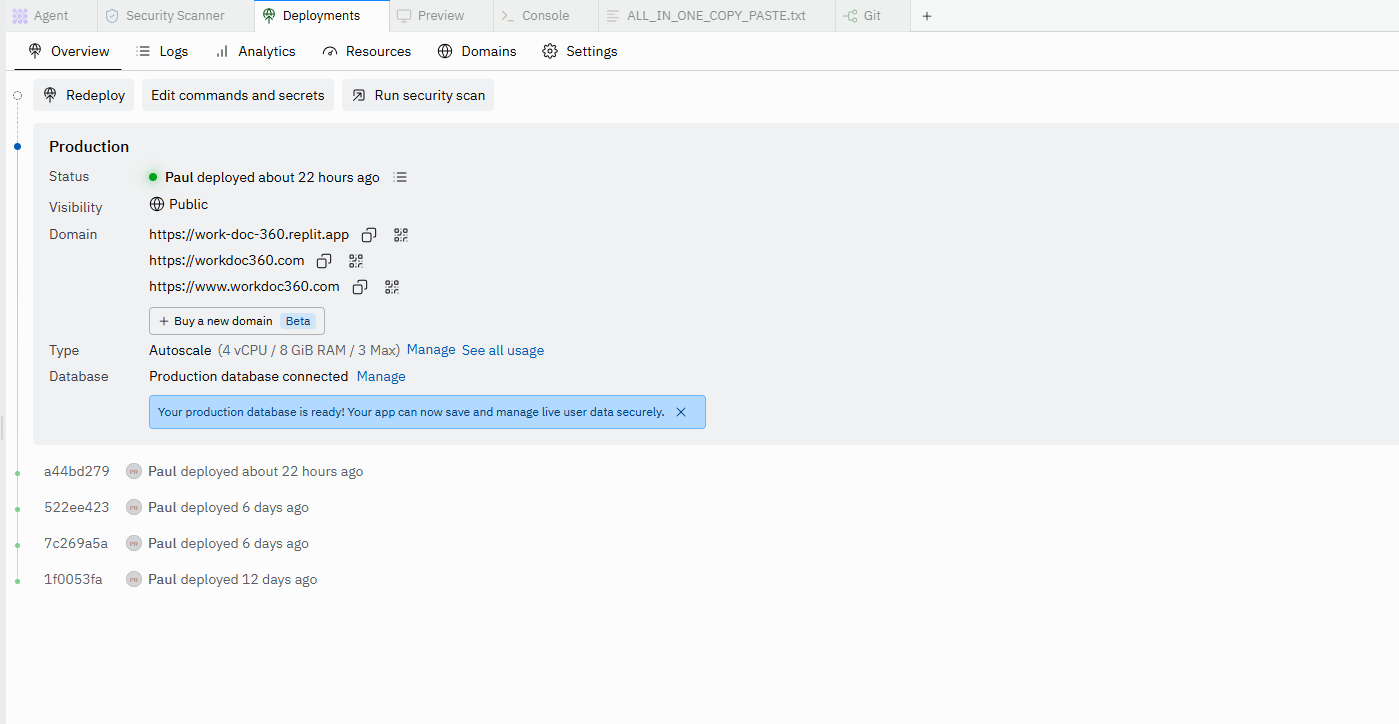 Agent Security Scanner Deployments Preview Console ALL_IN_ONE_COPY_PASTE.txt Git
Overview Logs Analytics Resources Domains Settings
Redeploy Edit commands and secrets Run security scan
Production
Status Paul deployed about 22 hours ago
Visibility Public
Domain https://work-doc-360.replit.app
https://workdoc360.com
https://www.workdoc360.com
+ Buy a new domain Beta
Type Autoscale (4 vCPU / 8 GiB RAM / 3 Max) Manage See all usage
Database Production database connected Manage
Your production database is ready! Your app can now save and manage live user data securely.
a44bd279 PR Paul deployed about 22 hours ago
522ee423 PR Paul deployed 6 days ago
7c269a5a PR Paul deployed 6 days ago
1f0053fa PR Paul deployed 12 days ago